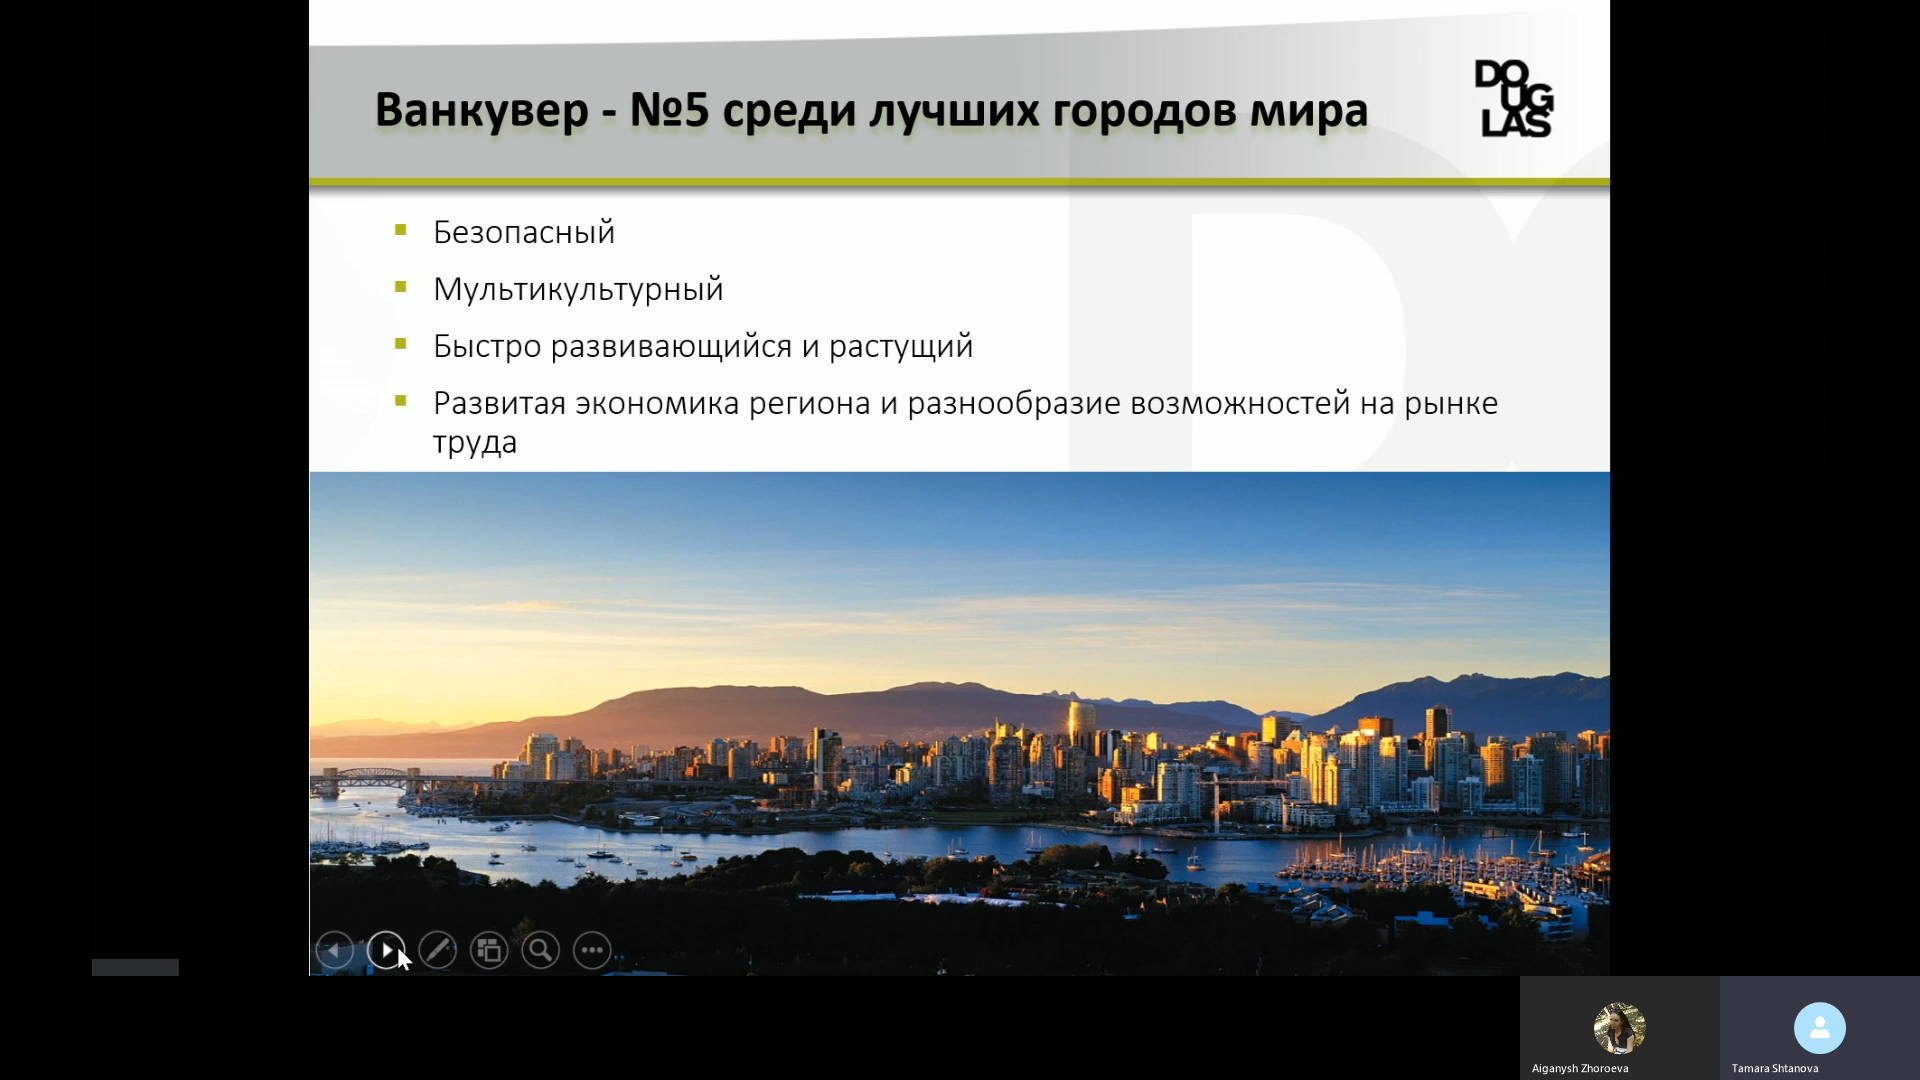 Ванкувер - №5 среди лучших городов мира
DO
UG
LAS
Безопасный
Мультикультурный
Быстро развивающийся и растущий
Развитая экономика региона и разнообразие возможностей на рынке
труда
Aiganysh Zhoroeva
Tamara Shtanova